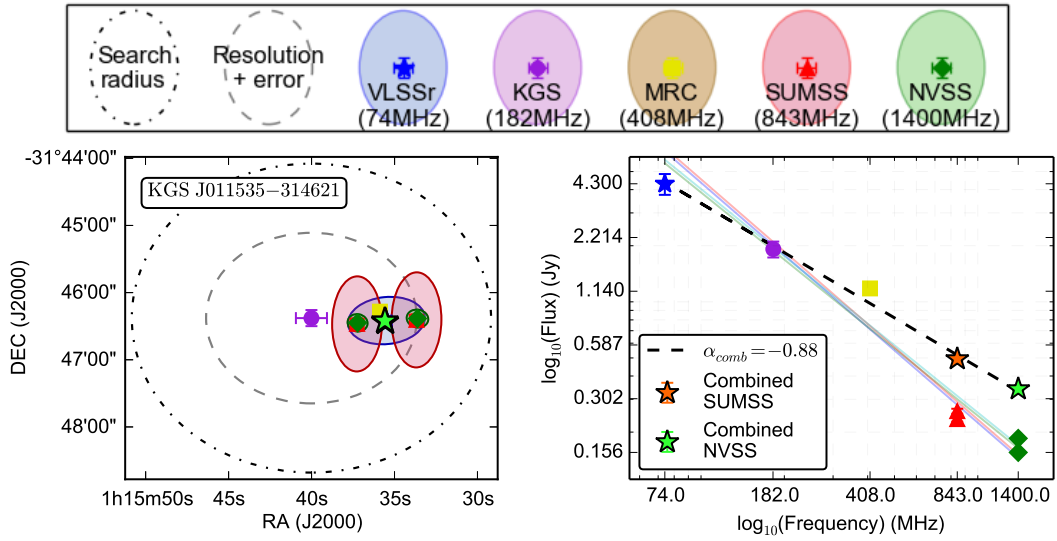 Search
radius
Resolution
+ error
VLSSr
(74MHz)
KGS
(182MHz)
MRC
(408MHz)
SUMSS
(843MHz)
NVSS
(1400MHz)
KGS J011535−314621
-31°44'00"
45'00"
46'00"
47'00"
48'00"
DEC (J2000)
1h15m50s
45s
40s
35s
30s
RA (J2000)
4.300
2.214
1.140
0.587
0.302
0.156
log₁₀(Flux) (Jy)
α_comb=−0.88
Combined
SUMSS
Combined
NVSS
74.0
182.0
408.0
843.0
1400.0
log₁₀(Frequency) (MHz)